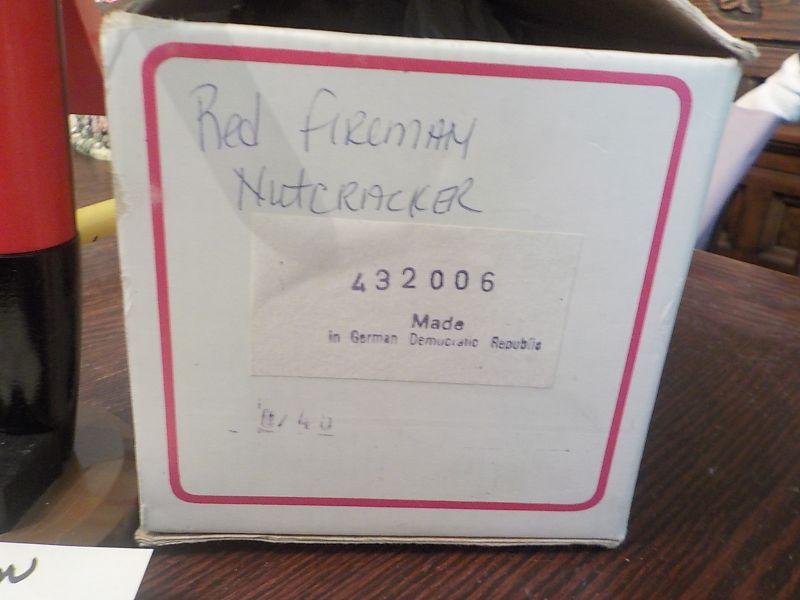 Red FIREMAN
NUtCRACKER
432006
Made
in German Democratic Republic